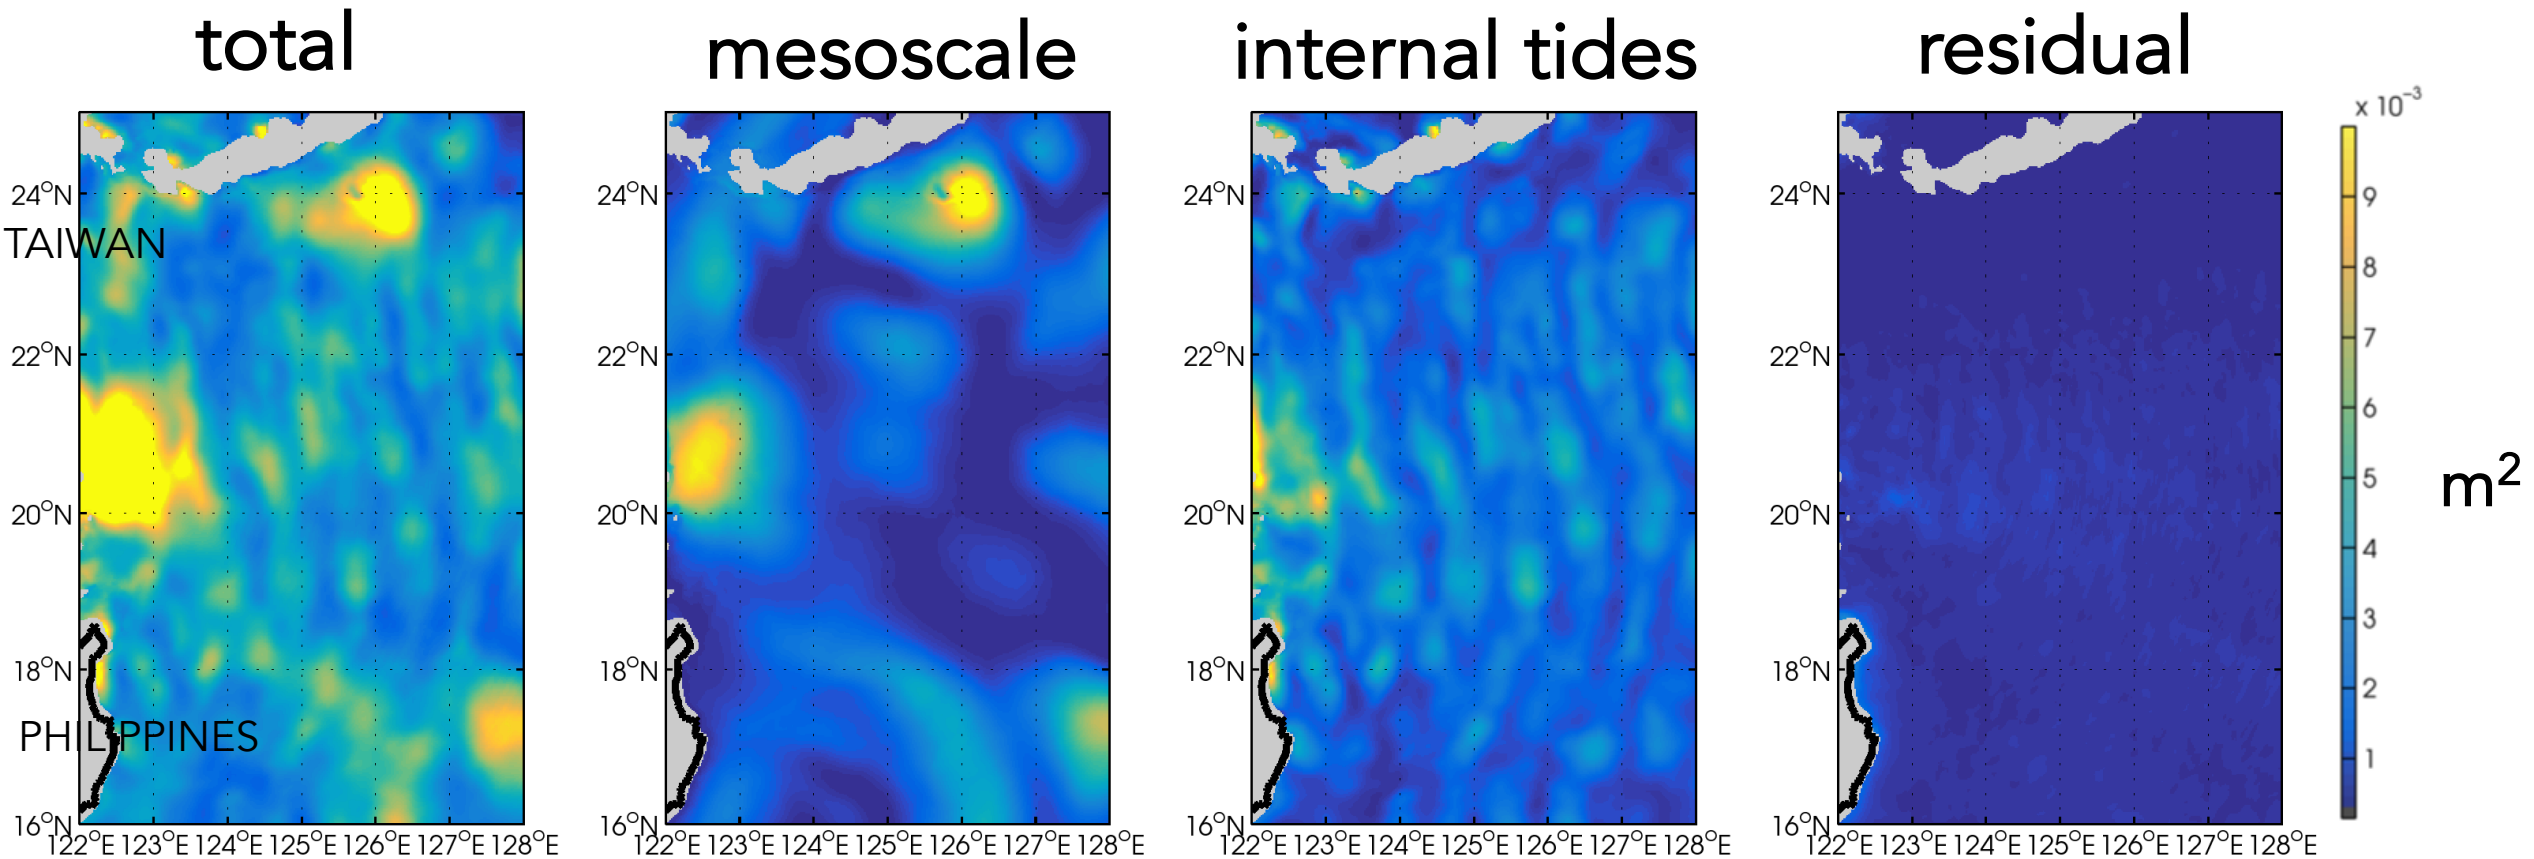 total mesoscale internal tides residual
x 10⁻³
24°N 24°N 24°N 24°N 9
TAIWAN
8
7
22°N 22°N 22°N 22°N
6
5 m²
20°N 20°N 20°N 20°N
4
3
18°N 18°N 18°N 18°N
2
PHILIPPINES
1
16°N 16°N 16°N 16°N
122°E 123°E 124°E 125°E 126°E 127°E 128°E 122°E 123°E 124°E 125°E 126°E 127°E 128°E 122°E 123°E 124°E 125°E 126°E 127°E 128°E 122°E 123°E 124°E 125°E 126°E 127°E 128°E